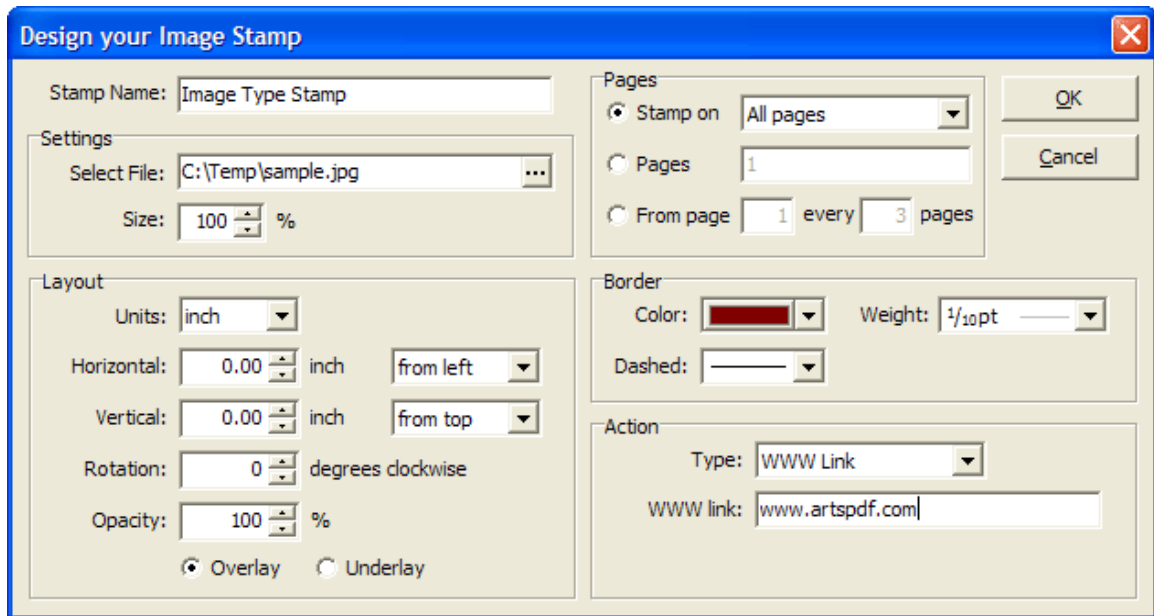 Design your Image Stamp
Stamp Name: Image Type Stamp
Settings
Select File: C:\Temp\sample.jpg ...
Size: 100 %
Layout
Units: inch
Horizontal: 0.00 inch from left
Vertical: 0.00 inch from top
Rotation: 0 degrees clockwise
Opacity: 100 %
Overlay Underlay
Pages
Stamp on All pages
Pages 1
From page 1 every 3 pages
OK
Cancel
Border
Color: Weight: 1/10pt
Dashed:
Action
Type: WWW Link
WWW link: www.artspdf.com